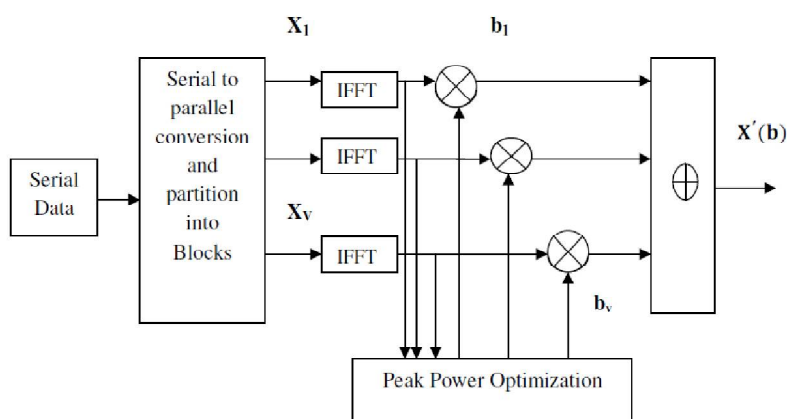 X₁
b₁
Serial to
parallel
conversion
and
partition
into
Blocks
IFFT
IFFT
X′(b)
Serial
Data
Xᵥ
IFFT
bᵥ
Peak Power Optimization